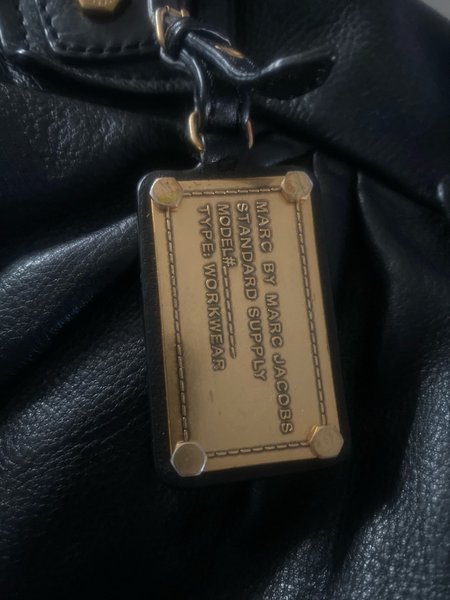 MARC BY MARC JACOBS
STANDARD SUPPLY
MODEL#
TYPE: WORKWEAR